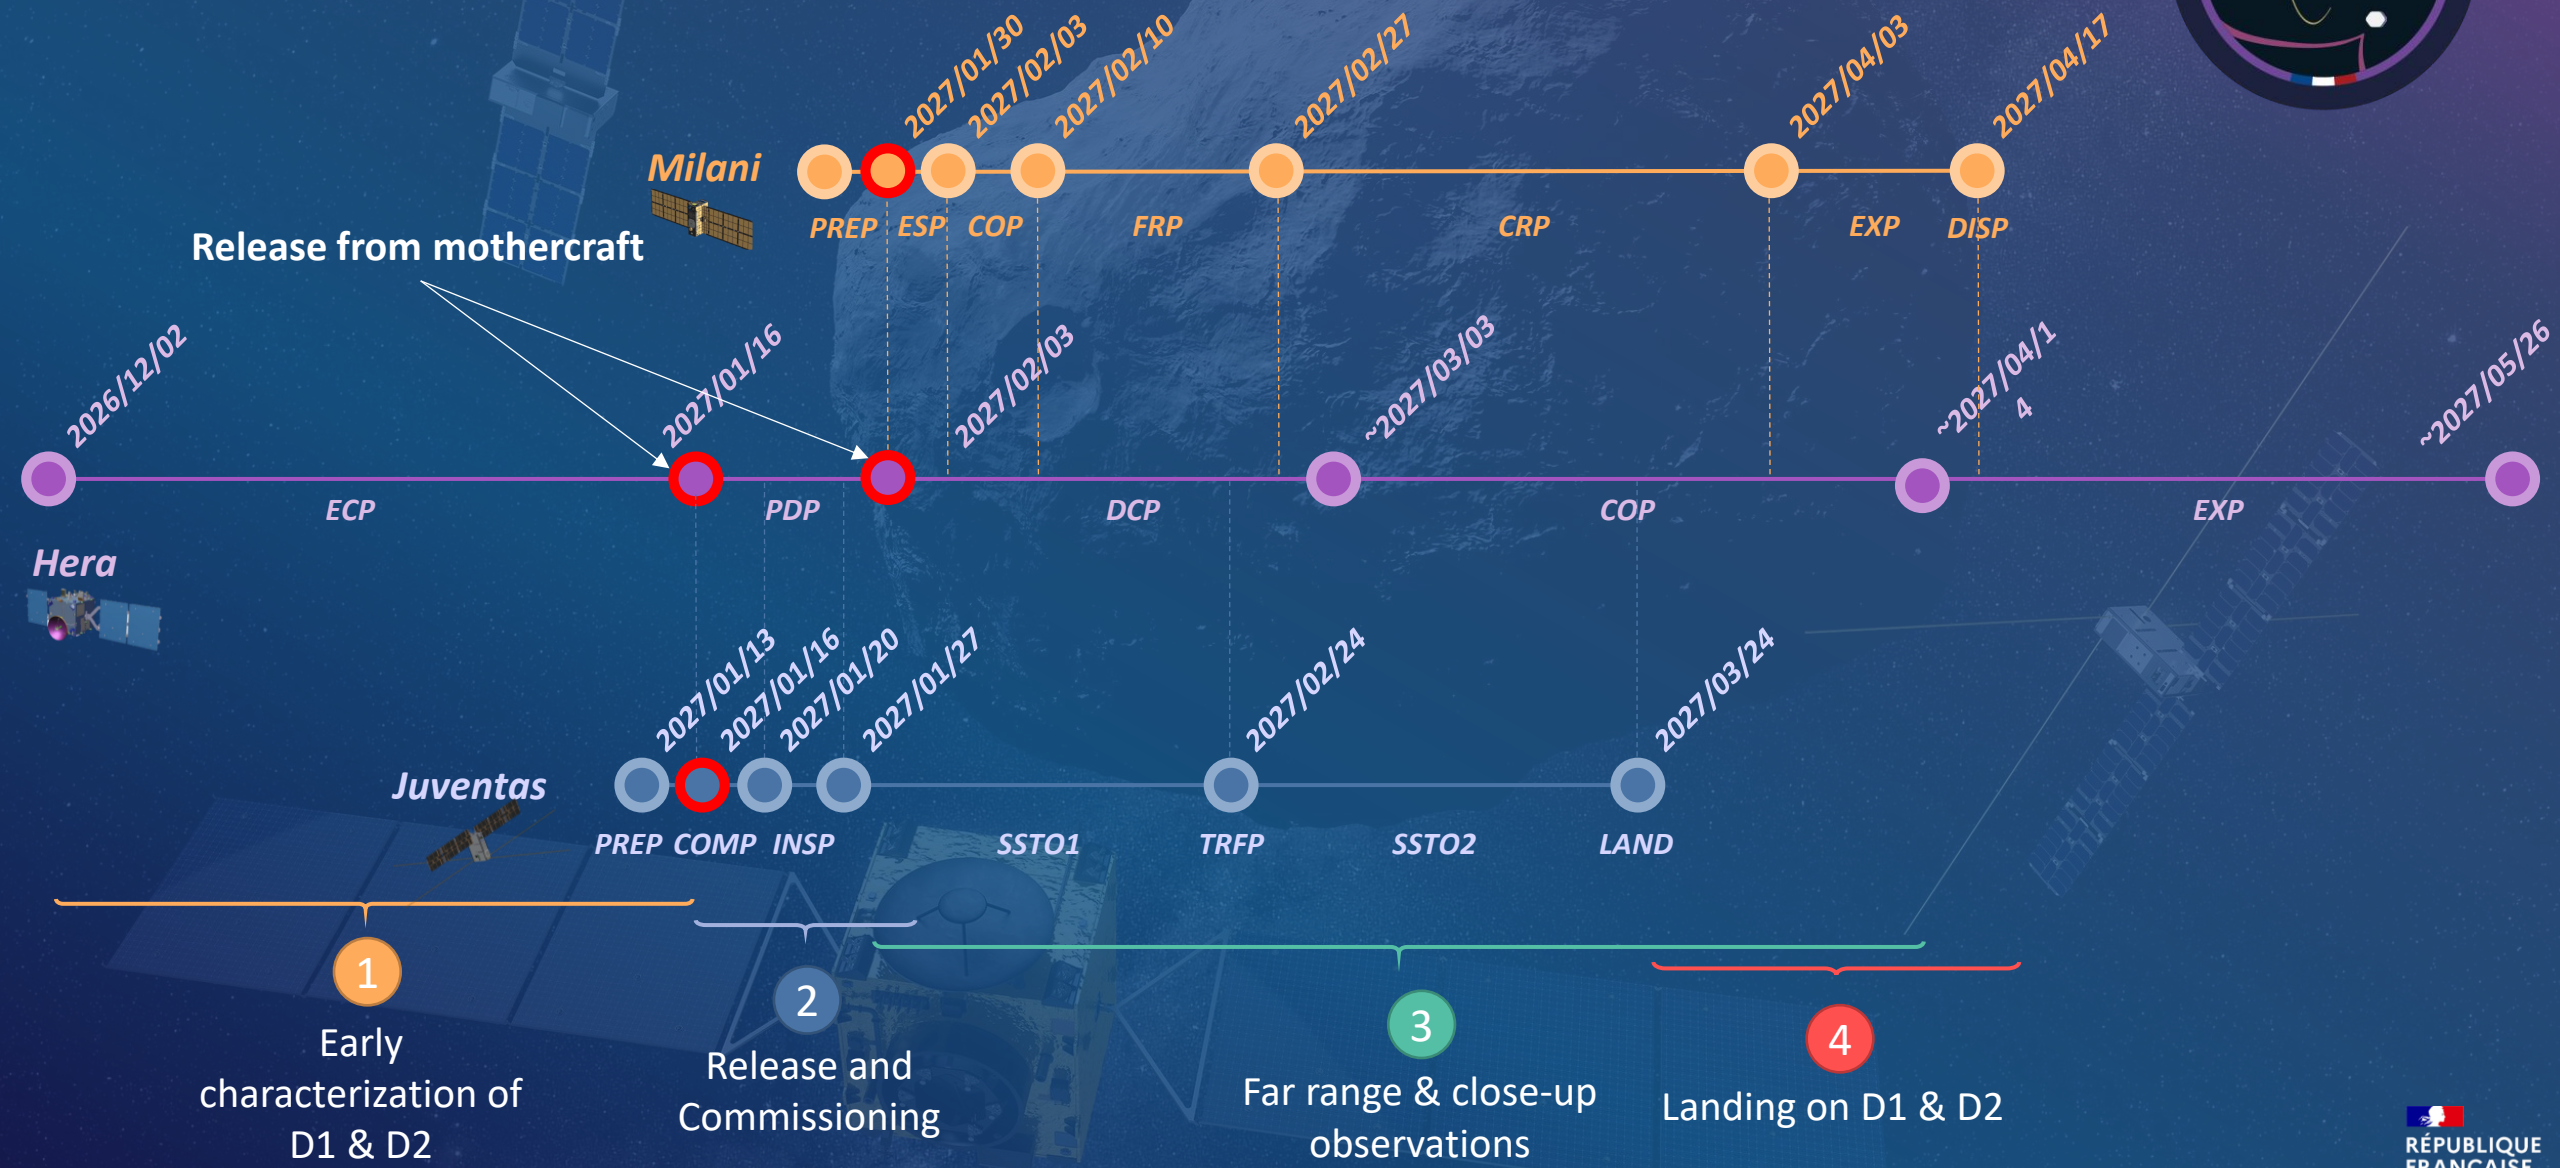 2027/01/30
2027/02/03
2027/02/10
2027/02/27
2027/04/03
2027/04/17
Milani
PREP
ESP
COP
FRP
CRP
EXP
DISP
Release from mothercraft
2026/12/02
2027/01/16
2027/02/03
~2027/03/03
~2027/04/1
4
~2027/05/26
ECP
PDP
DCP
COP
EXP
Hera
2027/01/13
2027/01/16
2027/01/20
2027/01/27
2027/02/24
2027/03/24
Juventas
PREP
COMP
INSP
SSTO1
TRFP
SSTO2
LAND
1
Early
characterization of
D1 & D2
2
Release and
Commissioning
3
Far range & close-up
observations
4
Landing on D1 & D2
RÉPUBLIQUE
FRANÇAISE